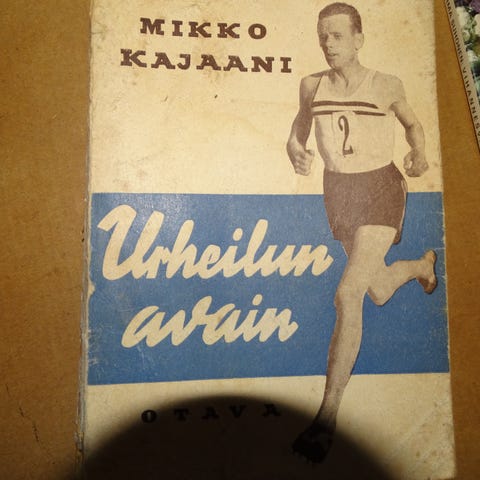 MIKKO
KAJAANI
2
Urheilun
avain
OTAVA